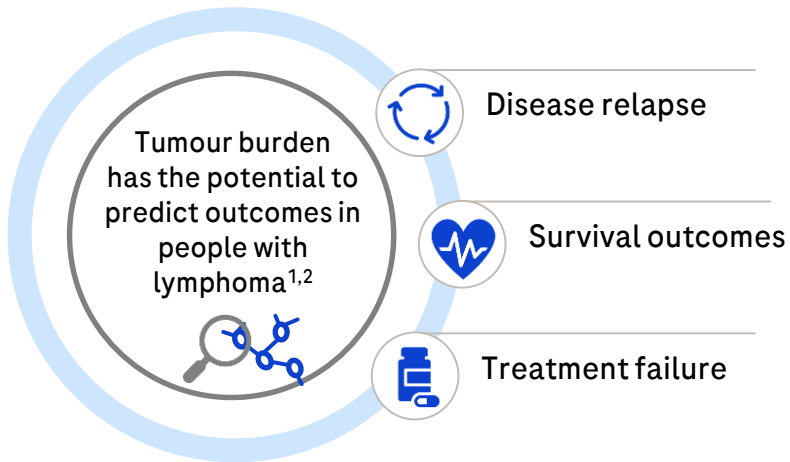 Tumour burden
has the potential to
predict outcomes in
people with
lymphoma¹,²
Disease relapse
Survival outcomes
Treatment failure